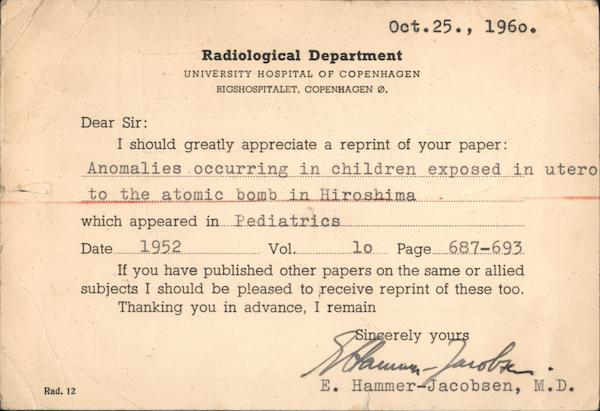 Oct.25., 196o.
Radiological Department
UNIVERSITY HOSPITAL OF COPENHAGEN
RIGSHOSPITALET, COPENHAGEN Ø.
Dear Sir:
I should greatly appreciate a reprint of your paper:
Anomalies occurring in children exposed in utero
to the atomic bomb in Hiroshima
which appeared in Pediatrics
Date 1952 Vol. 1o Page 687-693
If you have published other papers on the same or allied
subjects I should be pleased to receive reprint of these too.
Thanking you in advance, I remain
Sincerely yours
E Hammer-Jacobsen.
E. Hammer-Jacobsen, M.D.
Rad. 12